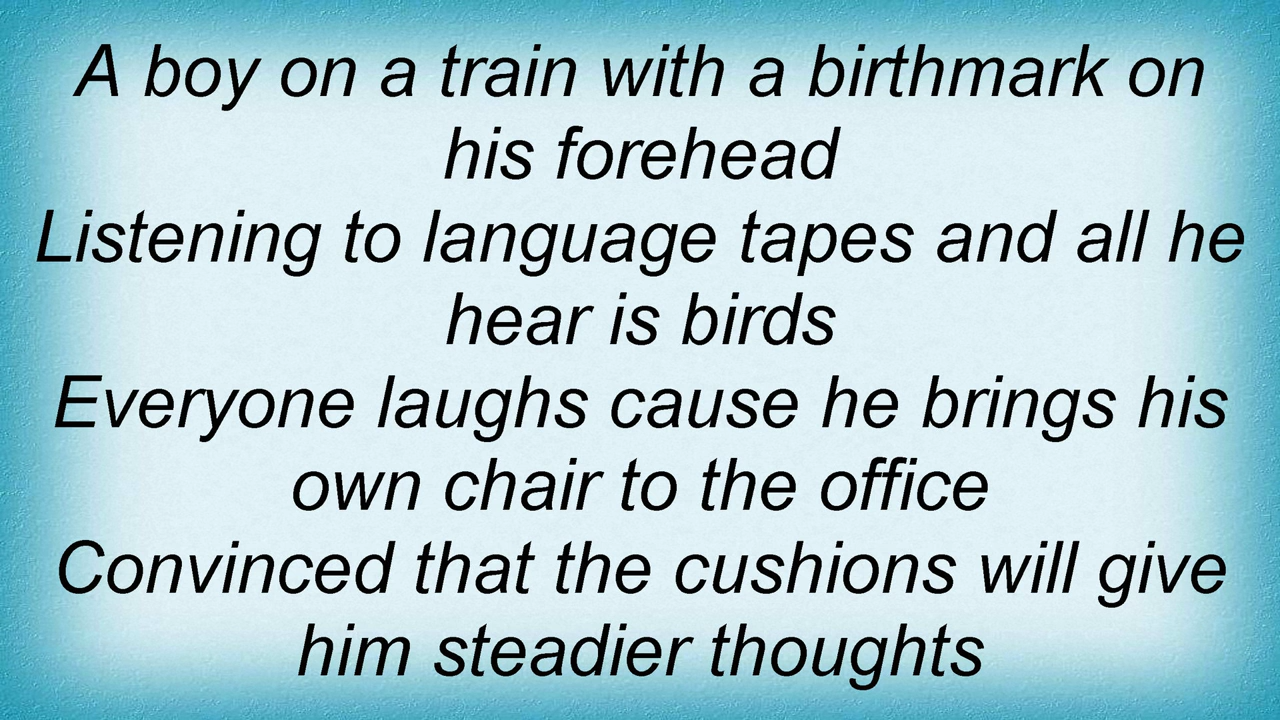 A boy on a train with a birthmark on
his forehead
Listening to language tapes and all he
hear is birds
Everyone laughs cause he brings his
own chair to the office
Convinced that the cushions will give
him steadier thoughts